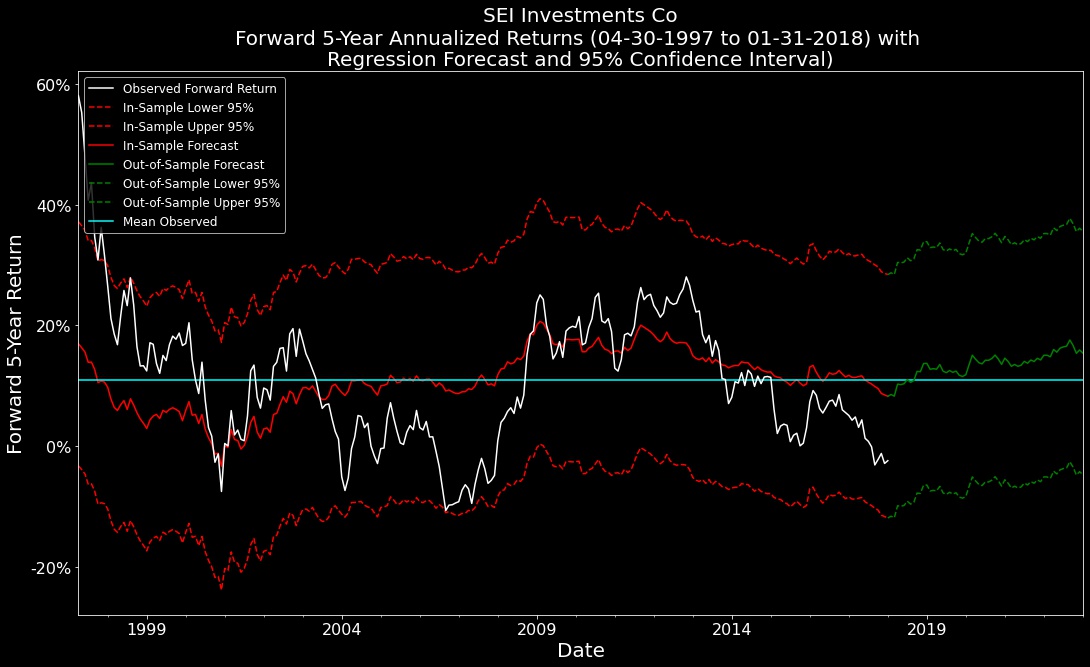 SEI Investments Co
Forward 5-Year Annualized Returns (04-30-1997 to 01-31-2018) with
Regression Forecast and 95% Confidence Interval)
60%
40%
20%
0%
-20%
Forward 5-Year Return
Observed Forward Return
In-Sample Lower 95%
In-Sample Upper 95%
In-Sample Forecast
Out-of-Sample Forecast
Out-of-Sample Lower 95%
Out-of-Sample Upper 95%
Mean Observed
1999
2004
2009
2014
2019
Date